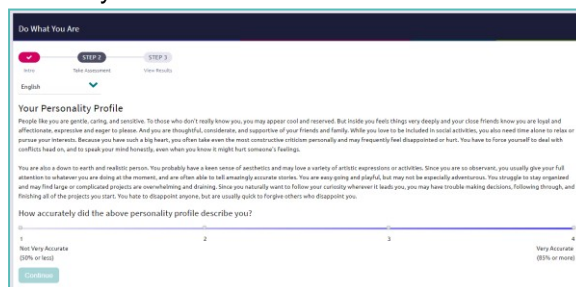 Do What You Are
STEP 2
STEP 3
Intro
Take Assessment
View Results
English
Your Personality Profile
People like you are gentle, caring, and sensitive. To those who don't really know you, you may appear cool and reserved. But inside you feels things very deeply and your close friends know you are loyal and
affectionate, expressive and eager to please. And you are thoughtful, considerate, and supportive of your friends and family. While you love to be included in social activities, you also need time alone to relax or
pursue your interests. Because you have such a big heart, you often take even the most constructive criticism personally and may frequently feel disappointed or hurt. You have to force yourself to deal with
conflicts head on, and to speak your mind honestly, even when you know it might hurt someone's feelings.
You are also a down to earth and realistic person. You probably have a keen sense of aesthetics and may love a variety of artistic expressions or activities. Since you are so observant, you usually give your full
attention to whatever you are doing at the moment, and are often able to tell amazingly accurate stories. You are easy going and playful, but may not be especially adventurous. You struggle to stay organized
and may find large or complicated projects are overwhelming and draining. Since you naturally want to follow your curiosity wherever it leads you, you may have trouble making decisions, following through, and
finishing all of the projects you start. You hate to disappoint anyone, but are usually quick to forgive others who disappoint you.
How accurately did the above personality profile describe you?
1 2 3 4
Not Very Accurate Very Accurate
(50% or less) (85% or more)
Continue